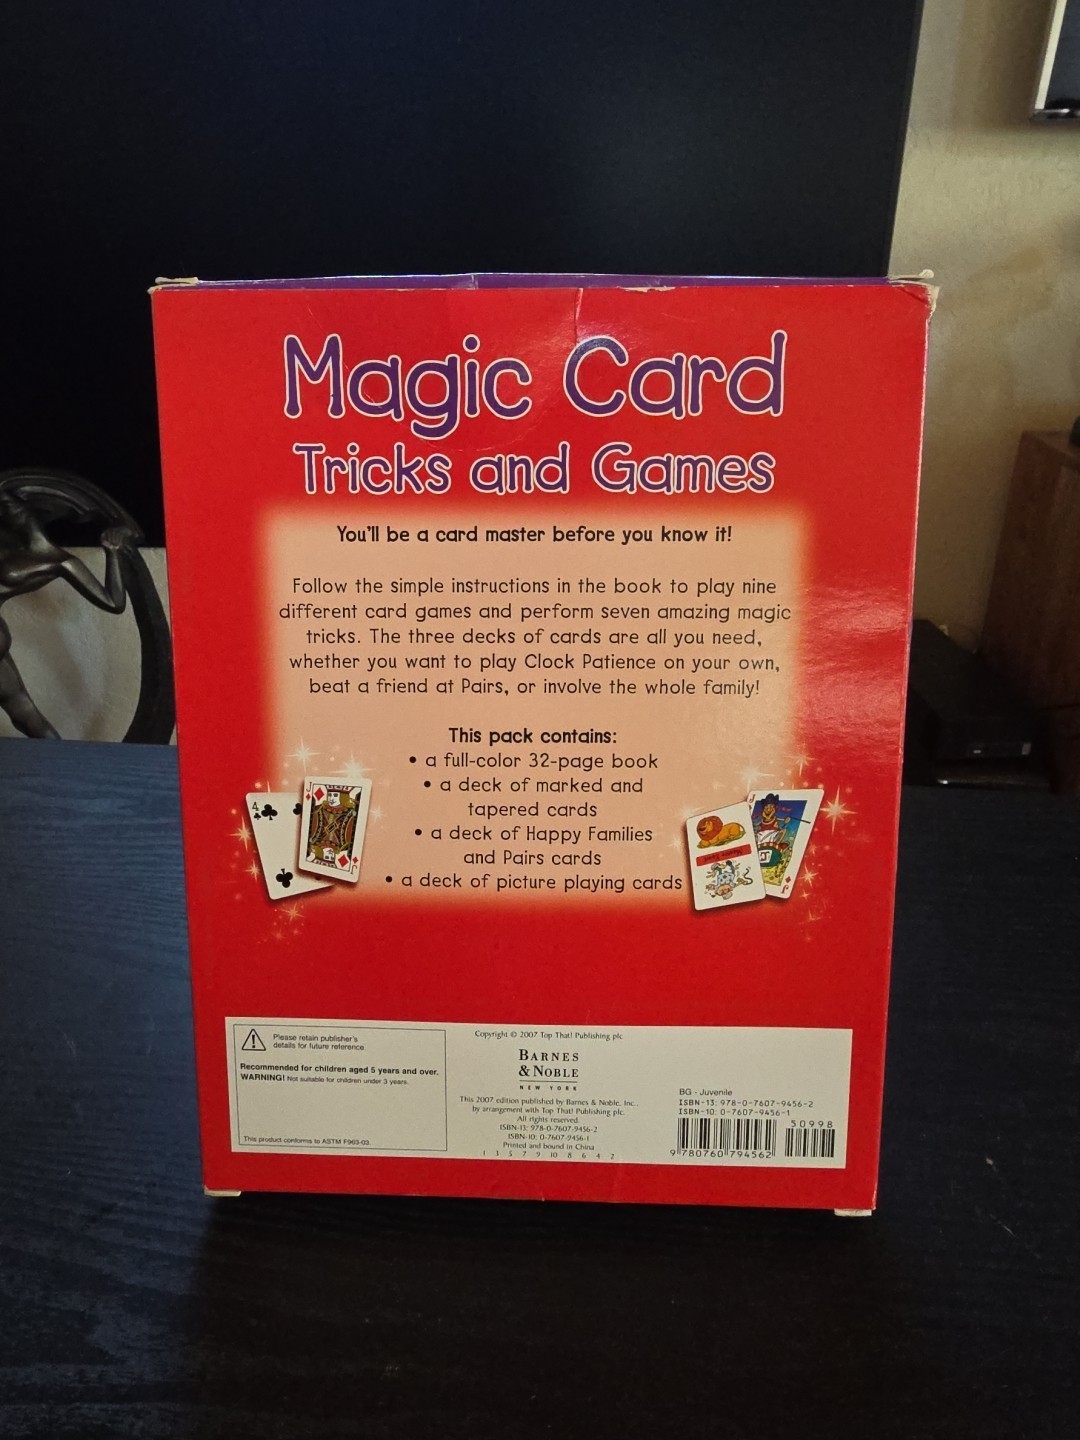 Magic Card
Tricks and Games
You'll be a card master before you know it!
Follow the simple instructions in the book to play nine
different card games and perform seven amazing magic
tricks. The three decks of cards are all you need,
whether you want to play Clock Patience on your own,
beat a friend at Pairs, or involve the whole family!
This pack contains:
• a full-color 32-page book
• a deck of marked and
tapered cards
• a deck of Happy Families
and Pairs cards
• a deck of picture playing cards
4
J
J
J
J
Please retain publisher's
details for future reference
Recommended for children aged 5 years and over.
WARNING! Not suitable for children under 3 years.
This product conforms to ASTM F963-03.
Copyright © 2007 Top That! Publishing plc
BARNES
& NOBLE
NEW YORK
This 2007 edition published by Barnes & Noble, Inc.,
by arrangement with Top That! Publishing plc.
All rights reserved.
ISBN-13: 978-0-7607-9456-2
ISBN-10: 0-7607-9456-1
Printed and bound in China
1 3 5 7 9 10 8 6 4 2
BG - Juvenile
ISBN-13: 978-0-7607-9456-2
ISBN-10: 0-7607-9456-1
50998
9 780760 794562